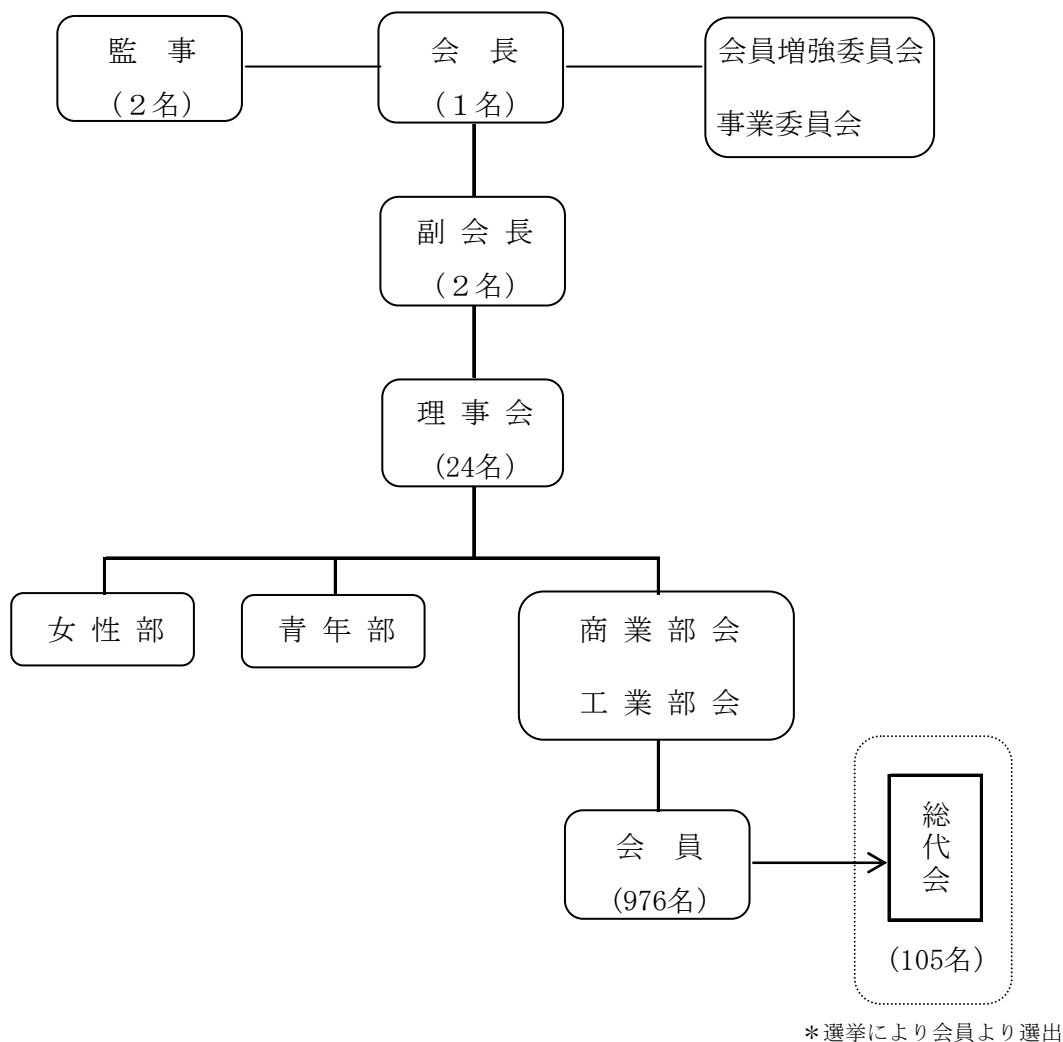 監　事
(２名)
会　長
(１名)
会員増強委員会
事業委員会
副 会 長
(２名)
理 事 会
(24名)
女 性 部
青 年 部
商 業 部 会
工 業 部 会
会　員
(976名)
総代会
(105名)
＊選挙により会員より選出